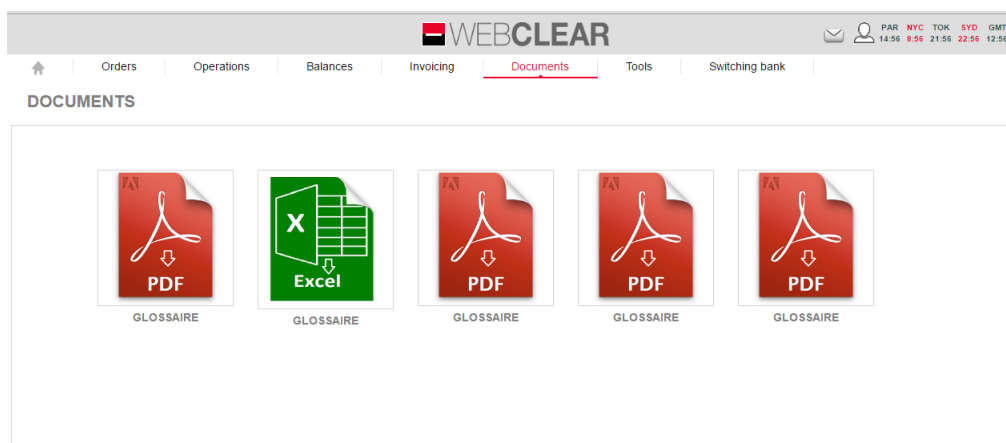 WEBCLEAR
PAR NYC TOK SYD GMT
14:56 8:56 21:56 22:56 12:56
Orders Operations Balances Invoicing Documents Tools Switching bank
DOCUMENTS
PDF X Excel PDF PDF PDF
GLOSSAIRE GLOSSAIRE GLOSSAIRE GLOSSAIRE GLOSSAIRE